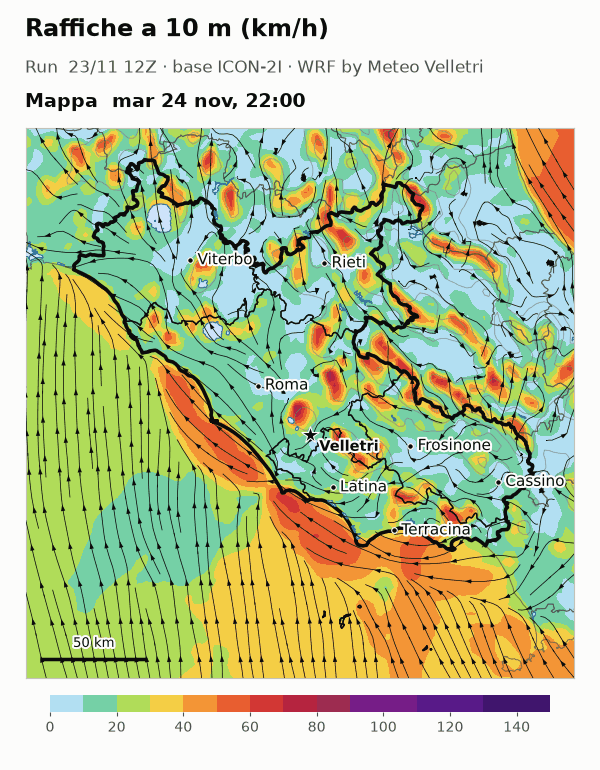 Raffiche a 10 m (km/h)
Run  23/11 12Z · base ICON-2I · WRF by Meteo Velletri
Mappa  mar 24 nov, 22:00
Viterbo
Rieti
Roma
Velletri
Frosinone
Cassino
Latina
Terracina
50 km
0 20 40 60 80 100 120 140